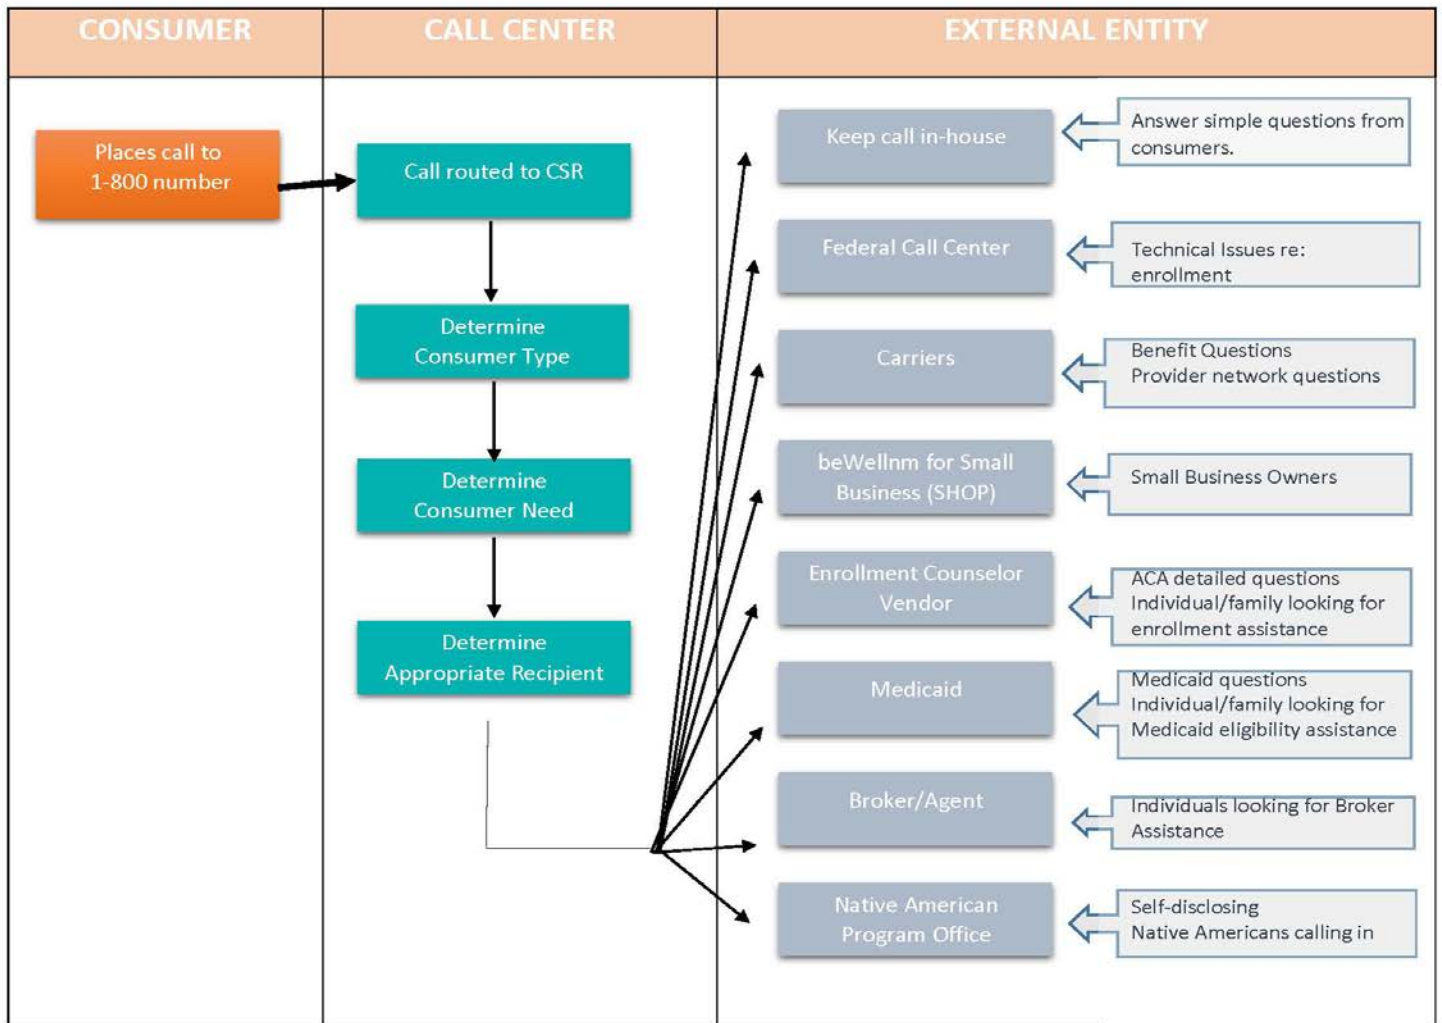 CONSUMER
CALL CENTER
EXTERNAL ENTITY
Places call to
1-800 number
Call routed to CSR
Determine
Consumer Type
Determine
Consumer Need
Determine
Appropriate Recipient
Keep call in-house
Answer simple questions from
consumers.
Federal Call Center
Technical Issues re:
enrollment
Carriers
Benefit Questions
Provider network questions
beWellnm for Small
Business (SHOP)
Small Business Owners
Enrollment Counselor
Vendor
ACA detailed questions
Individual/family looking for
enrollment assistance
Medicaid
Medicaid questions
Individual/family looking for
Medicaid eligibility assistance
Broker/Agent
Individuals looking for Broker
Assistance
Native American
Program Office
Self-disclosing
Native Americans calling in